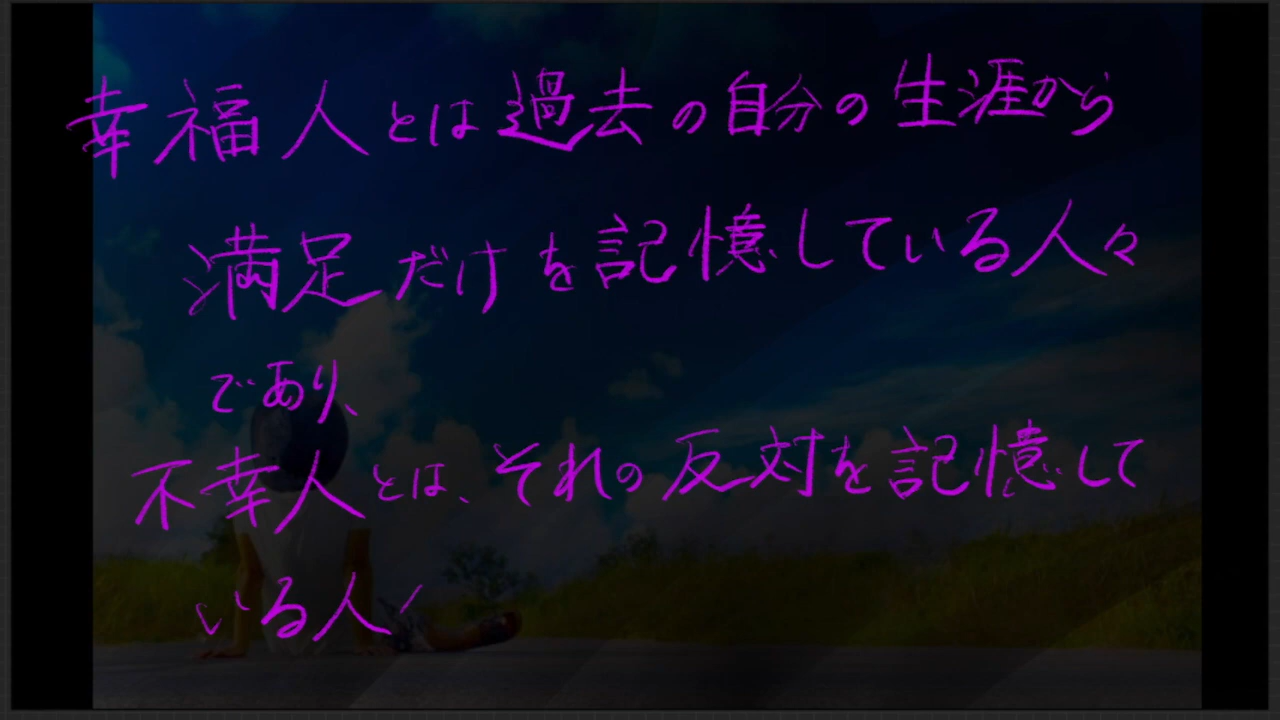 幸福人とは過去の自分の生涯から
満足だけを記憶している人々
であり、
不幸人とは、それの反対を記憶して
いる人